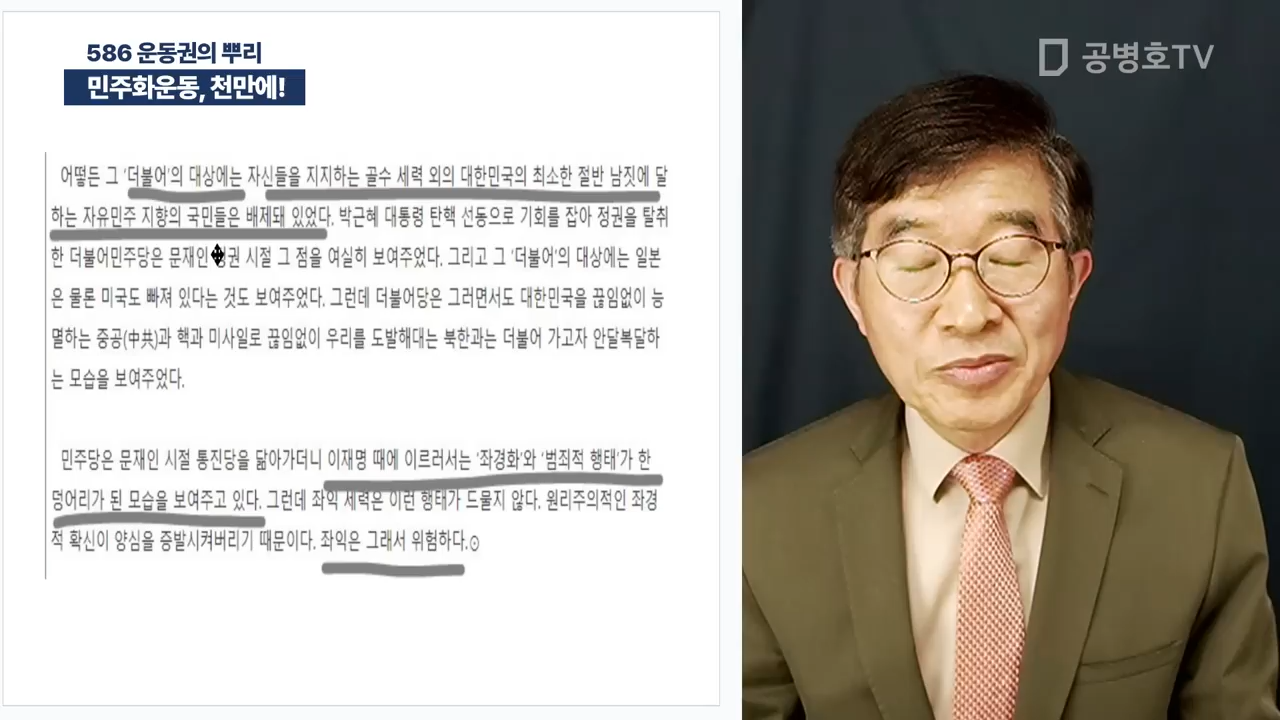 586 운동권의 뿌리
민주화운동, 천만에!
공병호TV
어떻든 그 '더불어'의 대상에는 자신들을 지지하는 골수 세력 외의 대한민국의 최소한 절반 남짓에 달
하는 자유민주 지향의 국민들은 배제돼 있었다. 박근혜 대통령 탄핵 선동으로 기회를 잡아 정권을 탈취
한 더불어민주당은 문재인 시절 그 점을 여실히 보여주었다. 그리고 그 '더불어'의 대상에는 일본
은 물론 미국도 빠져 있다는 것도 보여주었다. 그런데 더불어당은 그러면서도 대한민국을 끊임없이 능
멸하는 중공(中共)과 핵과 미사일로 끊임없이 우리를 도발해대는 북한과는 더불어 가고자 안달복달하
는 모습을 보여주었다.
민주당은 문재인 시절 통진당을 닮아가더니 이재명 때에 이르러서는 '좌경화'와 '범죄적 행태'가 한
덩어리가 된 모습을 보여주고 있다. 그런데 좌익 세력은 이런 행태가 드물지 않다. 원리주의적인 좌경
적 확신이 양심을 증발시켜버리기 때문이다. 좌익은 그래서 위험하다.⊙